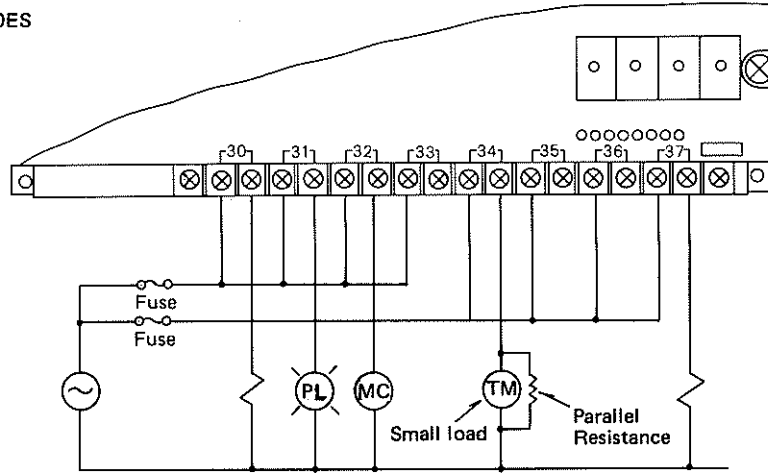 DES
30 31 32 33 34 35 36 37
Fuse
Fuse
PL MC TM
Small load
Parallel
Resistance